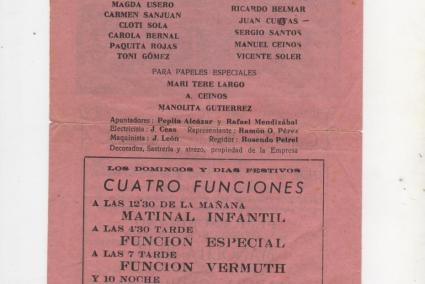 MAGDA USERO
CARMEN SANJUAN
CLOTI SOLA
CAROLA BERNAL
PAQUITA ROJAS
TONI GÓMEZ
RICARDO BELMAR
JUAN CUEVAS
SERGIO SANTOS
MANUEL CEINOS
VICENTE SOLER
PARA PAPELES ESPECIALES
MARI TERE LARGO
A. CEINOS
MANOLITA GUTIERREZ
Apuntadores: Pepita Alcázar y Rafael Mendizábal
Electricista: J. Ceas Representante: Ramón O. Pérez
Maquinista: J. León Regidor: Rosendo Petrel
Decorados, Sastrería y atrezo, propiedad de la Empresa
LOS DOMINGOS Y DIAS FESTIVOS
CUATRO FUNCIONES
A LAS 12'30 DE LA MAÑANA
MATINAL INFANTIL
A LAS 4'30 TARDE
FUNCION ESPECIAL
A LAS 7 TARDE
FUNCION VERMUTH
Y 10 NOCHE